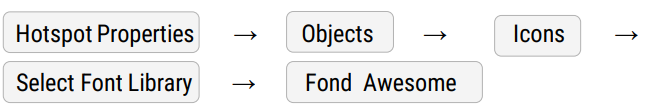 Hotspot Properties → Objects → Icons →
Select Font Library → Fond Awesome